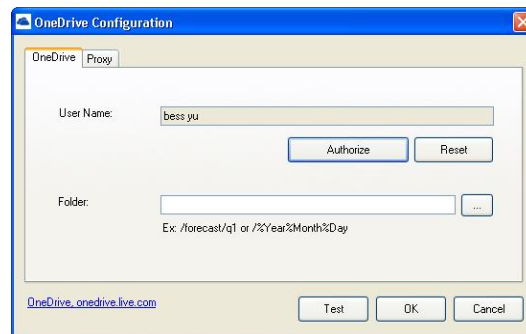 OneDrive Configuration
OneDrive Proxy
User Name: bess yu
Authorize Reset
Folder: ...
Ex: /forecast/q1 or /%Year%Month%Day
OneDrive, onedrive.live.com Test OK Cancel